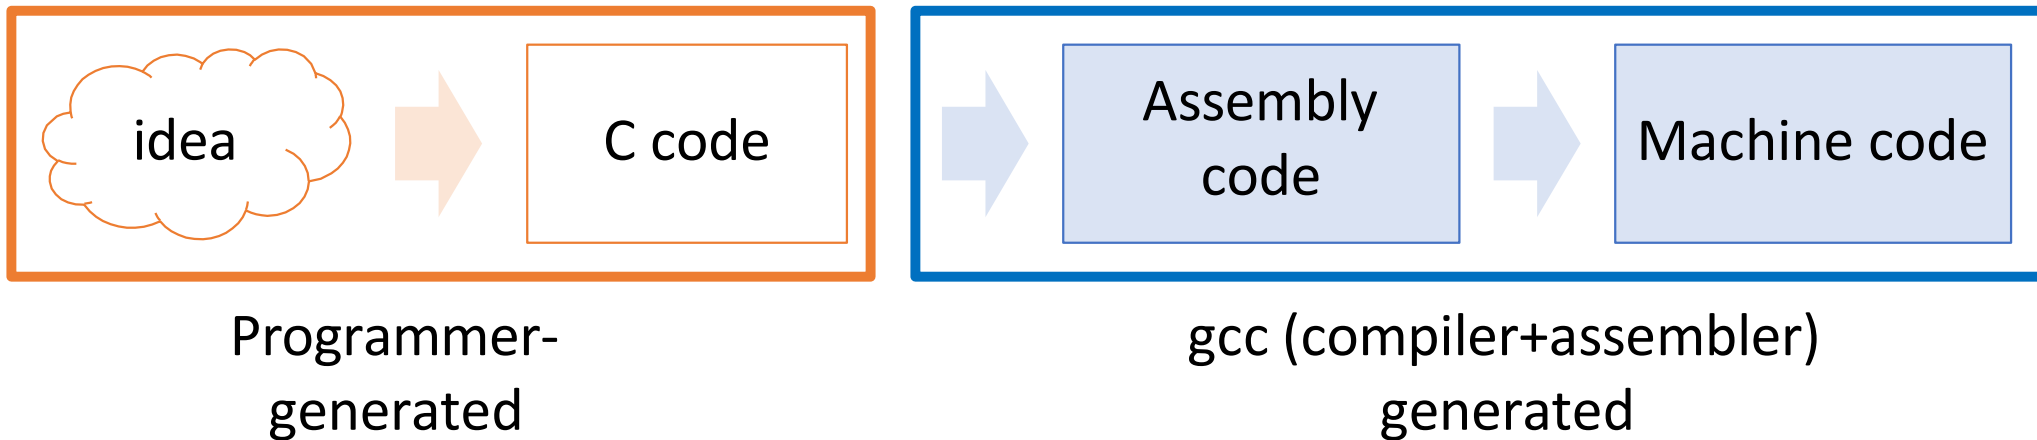 idea
C code
Assembly
code
Machine code
Programmer-
generated
gcc (compiler+assembler)
generated